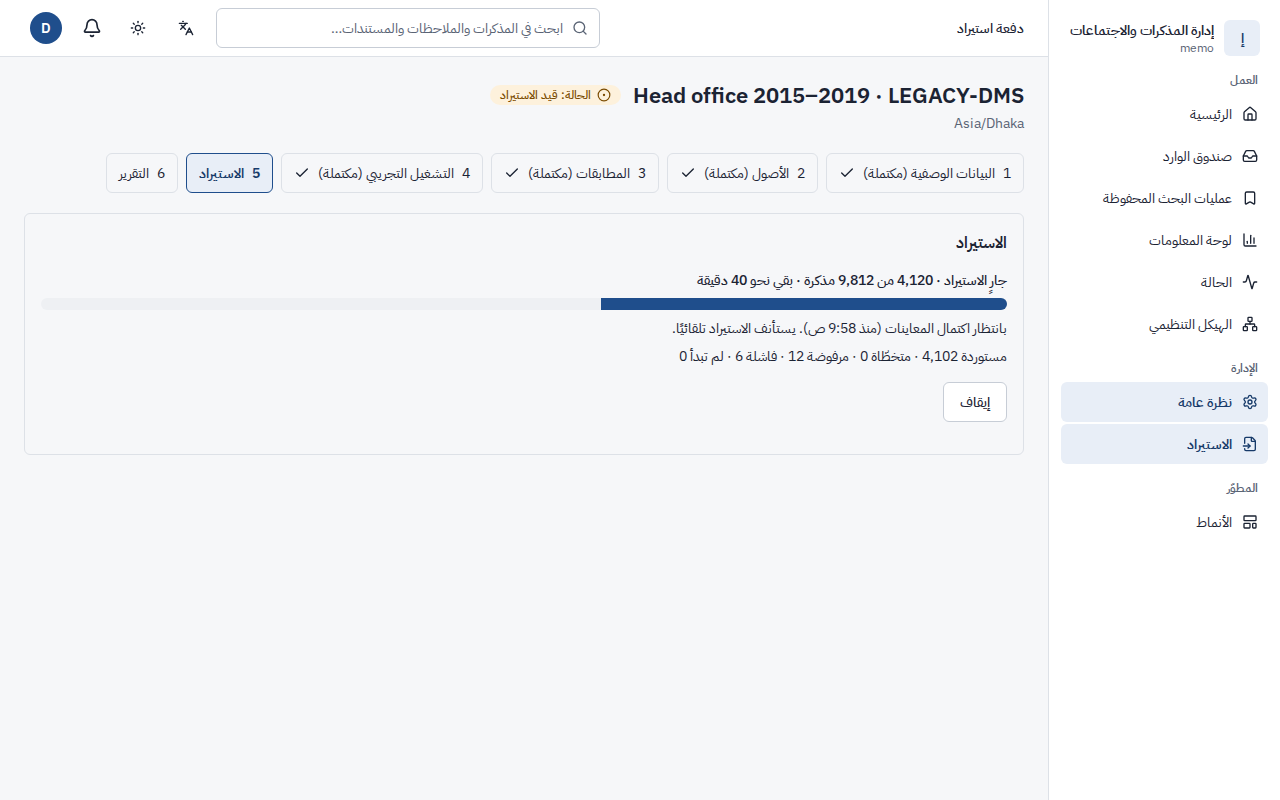 إدارة المذكرات والاجتماعات
memo
العمل
الرئيسية
صندوق الوارد
عمليات البحث المحفوظة
لوحة المعلومات
الحالة
الهيكل التنظيمي
الإدارة
نظرة عامة
الاستيراد
المطوّر
الأنماط
دفعة استيراد
ابحث في المذكرات والملاحظات والمستندات...
D
Head office 2015–2019 · LEGACY-DMS
الحالة: قيد الاستيراد
Asia/Dhaka
1 البيانات الوصفية (مكتملة)
2 الأصول (مكتملة)
3 المطابقات (مكتملة)
4 التشغيل التجريبي (مكتملة)
5 الاستيراد
6 التقرير
الاستيراد
جارٍ الاستيراد · 4,120 من 9,812 مذكرة · بقي نحو 40 دقيقة
بانتظار اكتمال المعاينات (منذ 9:58 ص). يستأنف الاستيراد تلقائيًا.
مستوردة 4,102 · متخطّاة 0 · مرفوضة 12 · فاشلة 6 · لم تبدأ 0
إيقاف